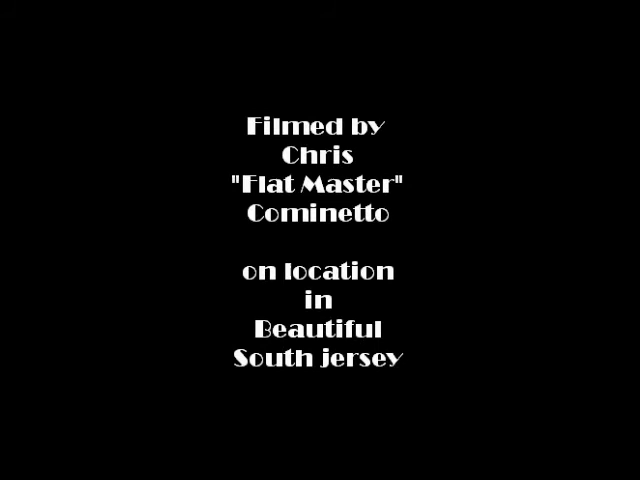 Filmed by
Chris
"Flat Master"
Cominetto
on location
in
Beautiful
South jersey